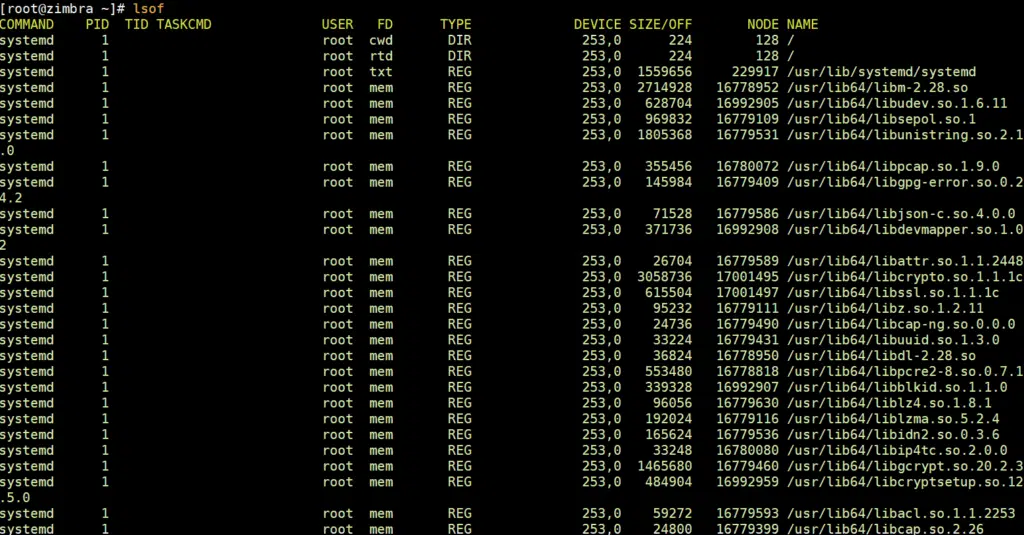 [root@zimbra ~]# lsof
COMMAND    PID  TID TASKCMD              USER   FD      TYPE             DEVICE SIZE/OFF       NODE NAME
systemd      1                           root  cwd       DIR              253,0      224        128 /
systemd      1                           root  rtd       DIR              253,0      224        128 /
systemd      1                           root  txt       REG              253,0  1559656     229917 /usr/lib/systemd/systemd
systemd      1                           root  mem       REG              253,0  2714928   16778952 /usr/lib64/libm-2.28.so
systemd      1                           root  mem       REG              253,0   628704   16992905 /usr/lib64/libudev.so.1.6.11
systemd      1                           root  mem       REG              253,0   969832   16779109 /usr/lib64/libsepol.so.1
systemd      1                           root  mem       REG              253,0  1805368   16779531 /usr/lib64/libunistring.so.2.1
.0
systemd      1                           root  mem       REG              253,0   355456   16780072 /usr/lib64/libpcap.so.1.9.0
systemd      1                           root  mem       REG              253,0   145984   16779409 /usr/lib64/libgpg-error.so.0.2
4.2
systemd      1                           root  mem       REG              253,0    71528   16779586 /usr/lib64/libjson-c.so.4.0.0
systemd      1                           root  mem       REG              253,0   371736   16992908 /usr/lib64/libdevmapper.so.1.0
2
systemd      1                           root  mem       REG              253,0    26704   16779589 /usr/lib64/libattr.so.1.1.2448
systemd      1                           root  mem       REG              253,0  3058736   17001495 /usr/lib64/libcrypto.so.1.1.1c
systemd      1                           root  mem       REG              253,0   615504   17001497 /usr/lib64/libssl.so.1.1.1c
systemd      1                           root  mem       REG              253,0    95232   16779111 /usr/lib64/libz.so.1.2.11
systemd      1                           root  mem       REG              253,0    24736   16779490 /usr/lib64/libcap-ng.so.0.0.0
systemd      1                           root  mem       REG              253,0    33224   16779431 /usr/lib64/libuuid.so.1.3.0
systemd      1                           root  mem       REG              253,0    36824   16778950 /usr/lib64/libdl-2.28.so
systemd      1                           root  mem       REG              253,0   553480   16778818 /usr/lib64/libpcre2-8.so.0.7.1
systemd      1                           root  mem       REG              253,0   339328   16992907 /usr/lib64/libblkid.so.1.1.0
systemd      1                           root  mem       REG              253,0    96056   16779630 /usr/lib64/liblz4.so.1.8.1
systemd      1                           root  mem       REG              253,0   192024   16779116 /usr/lib64/liblzma.so.5.2.4
systemd      1                           root  mem       REG              253,0   165624   16779536 /usr/lib64/libidn2.so.0.3.6
systemd      1                           root  mem       REG              253,0    33248   16780080 /usr/lib64/libip4tc.so.2.0.0
systemd      1                           root  mem       REG              253,0  1465680   16779460 /usr/lib64/libgcrypt.so.20.2.3
systemd      1                           root  mem       REG              253,0   484904   16992959 /usr/lib64/libcryptsetup.so.12
.5.0
systemd      1                           root  mem       REG              253,0    59272   16779593 /usr/lib64/libacl.so.1.1.2253
systemd      1                           root  mem       REG              253,0    24800   16779399 /usr/lib64/libcap.so.2.26